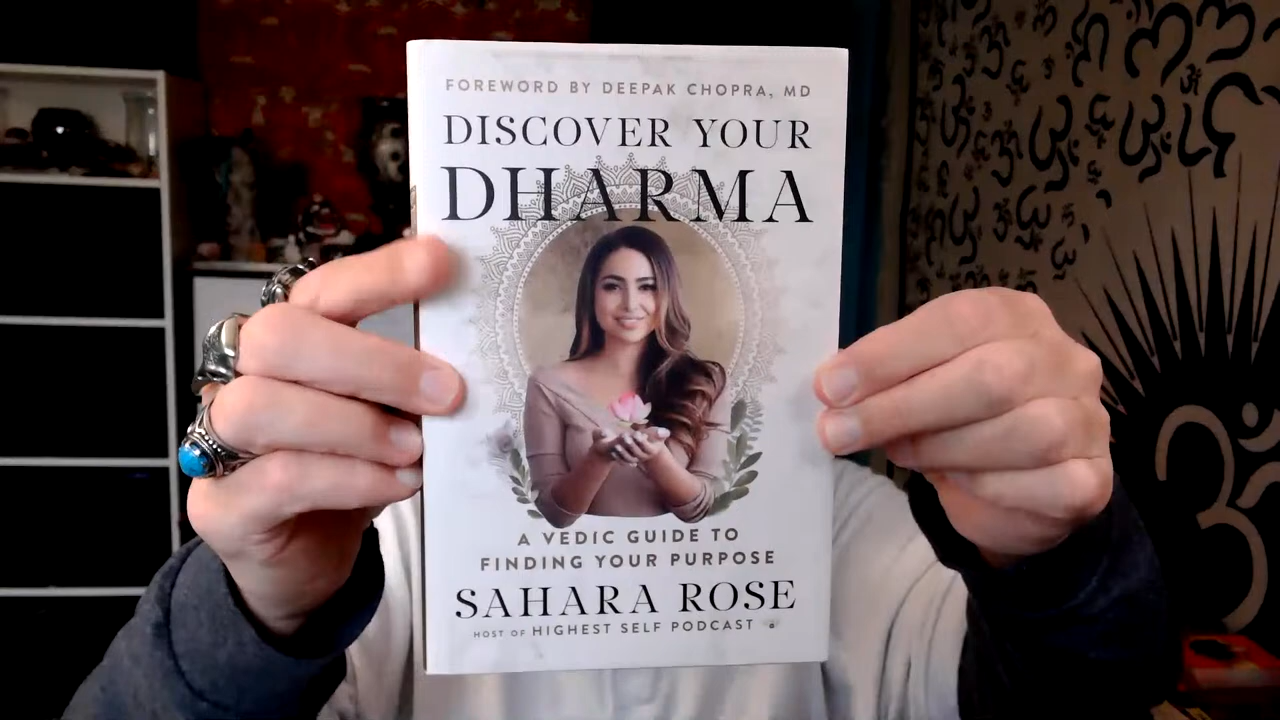 FOREWORD BY DEEPAK CHOPRA, MD
DISCOVER YOUR
DHARMA
A VEDIC GUIDE TO
FINDING YOUR PURPOSE
SAHARA ROSE
HOST OF HIGHEST SELF PODCAST